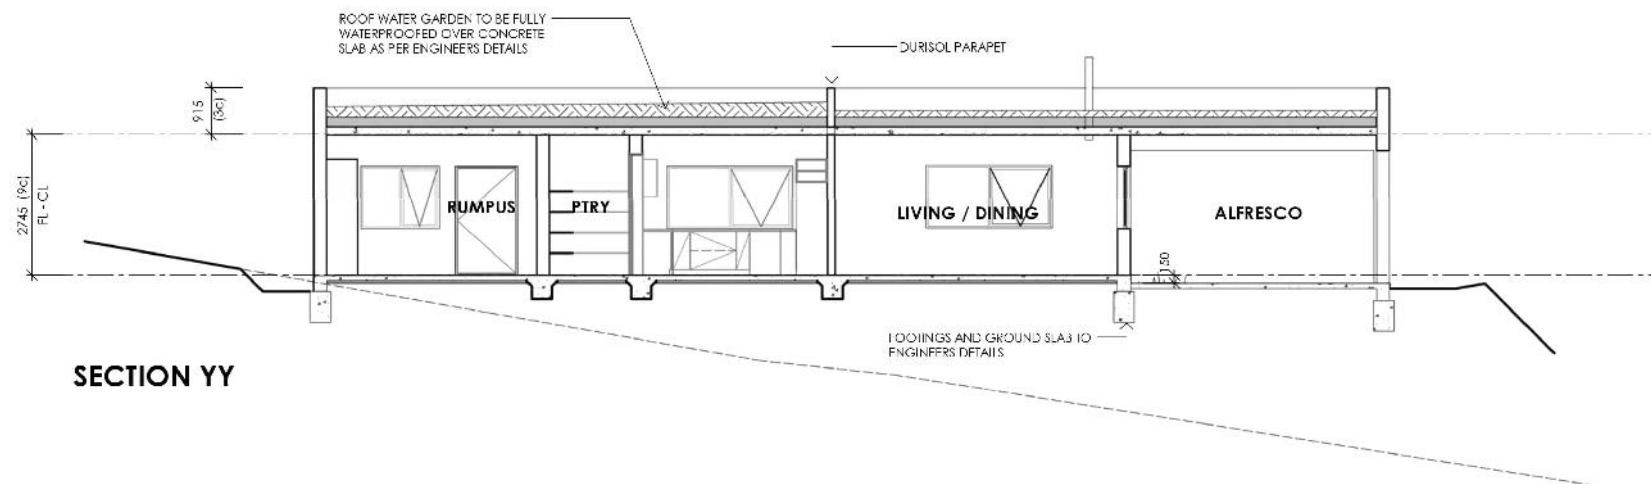 ROOF WATER GARDEN TO BE FULLY
WATERPROOFED OVER CONCRETE
SLAB AS PER ENGINEERS DETAILS
DURISOL PARAPET
915
(3c)
2745 (9c)
FL - CL
RUMPUS
PTRY
LIVING / DINING
ALFRESCO
150
FOOTINGS AND GROUND SLAB TO
ENGINEERS DETAILS
SECTION YY